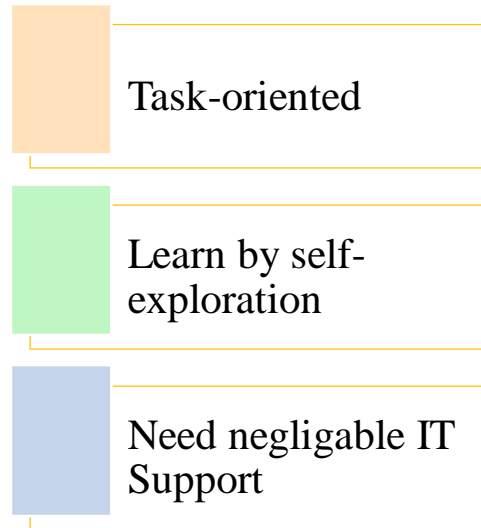 Task-oriented
Learn by self-
exploration
Need negligable IT
Support